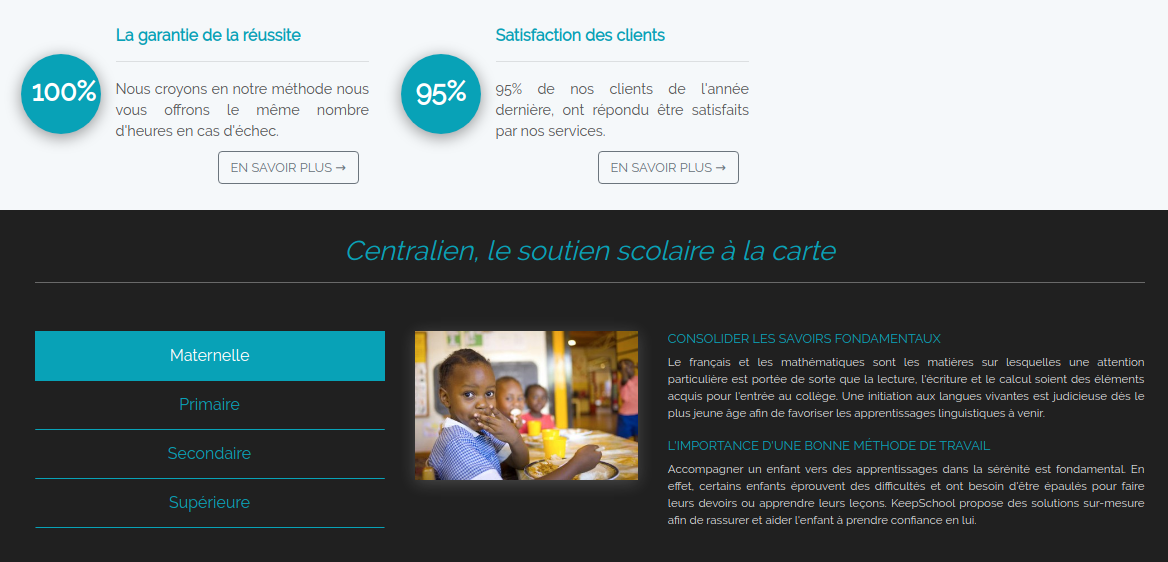 La garantie de la réussite
100%
Nous croyons en notre méthode nous
vous offrons le même nombre
d'heures en cas d'échec.
EN SAVOIR PLUS →
Satisfaction des clients
95%
95% de nos clients de l'année
dernière, ont répondu être satisfaits
par nos services.
EN SAVOIR PLUS →
Centralien, le soutien scolaire à la carte
Maternelle
Primaire
Secondaire
Supérieure
CONSOLIDER LES SAVOIRS FONDAMENTAUX
Le français et les mathématiques sont les matières sur lesquelles une attention
particulière est portée de sorte que la lecture, l'écriture et le calcul soient des éléments
acquis pour l'entrée au collège. Une initiation aux langues vivantes est judicieuse dès le
plus jeune âge afin de favoriser les apprentissages linguistiques à venir.
L'IMPORTANCE D'UNE BONNE MÉTHODE DE TRAVAIL
Accompagner un enfant vers des apprentissages dans la sérénité est fondamental. En
effet, certains enfants éprouvent des difficultés et ont besoin d'être épaulés pour faire
leurs devoirs ou apprendre leurs leçons. KeepSchool propose des solutions sur-mesure
afin de rassurer et aider l'enfant à prendre confiance en lui.